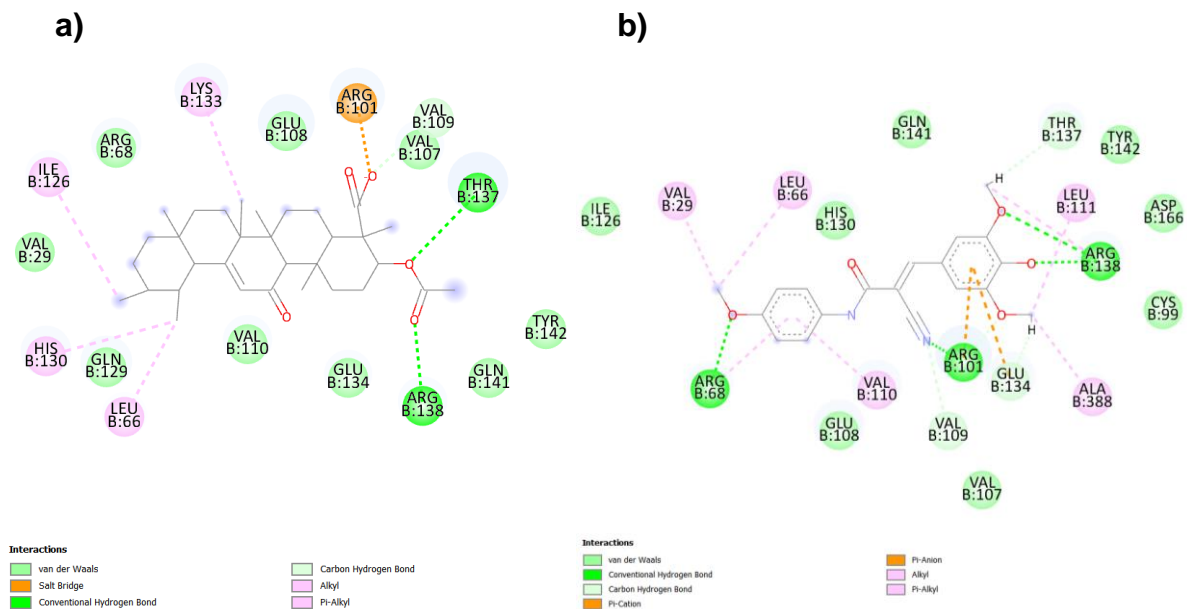 a)
LYS
B:133
ARG
B:101
GLU
B:108
VAL
B:109
VAL
B:107
ARG
B:68
ILE
B:126
THR
B:137
VAL
B:29
O
O
-
O
O
O
HIS
B:130
GLN
B:129
VAL
B:110
GLU
B:134
TYR
B:142
GLN
B:141
ARG
B:138
LEU
B:66
Interactions
van der Waals
Salt Bridge
Conventional Hydrogen Bond
Carbon Hydrogen Bond
Alkyl
Pi-Alkyl
b)
GLN
B:141
THR
B:137
TYR
B:142
H
LEU
B:66
VAL
B:29
LEU
B:111
ILE
B:126
HIS
B:130
ASP
B:166
O
ARG
B:138
O
O
O
O
N
N
H
CYS
B:99
ARG
B:101
GLU
B:134
ARG
B:68
VAL
B:110
ALA
B:388
GLU
B:108
VAL
B:109
VAL
B:107
Interactions
van der Waals
Conventional Hydrogen Bond
Carbon Hydrogen Bond
Pi-Cation
Pi-Anion
Alkyl
Pi-Alkyl